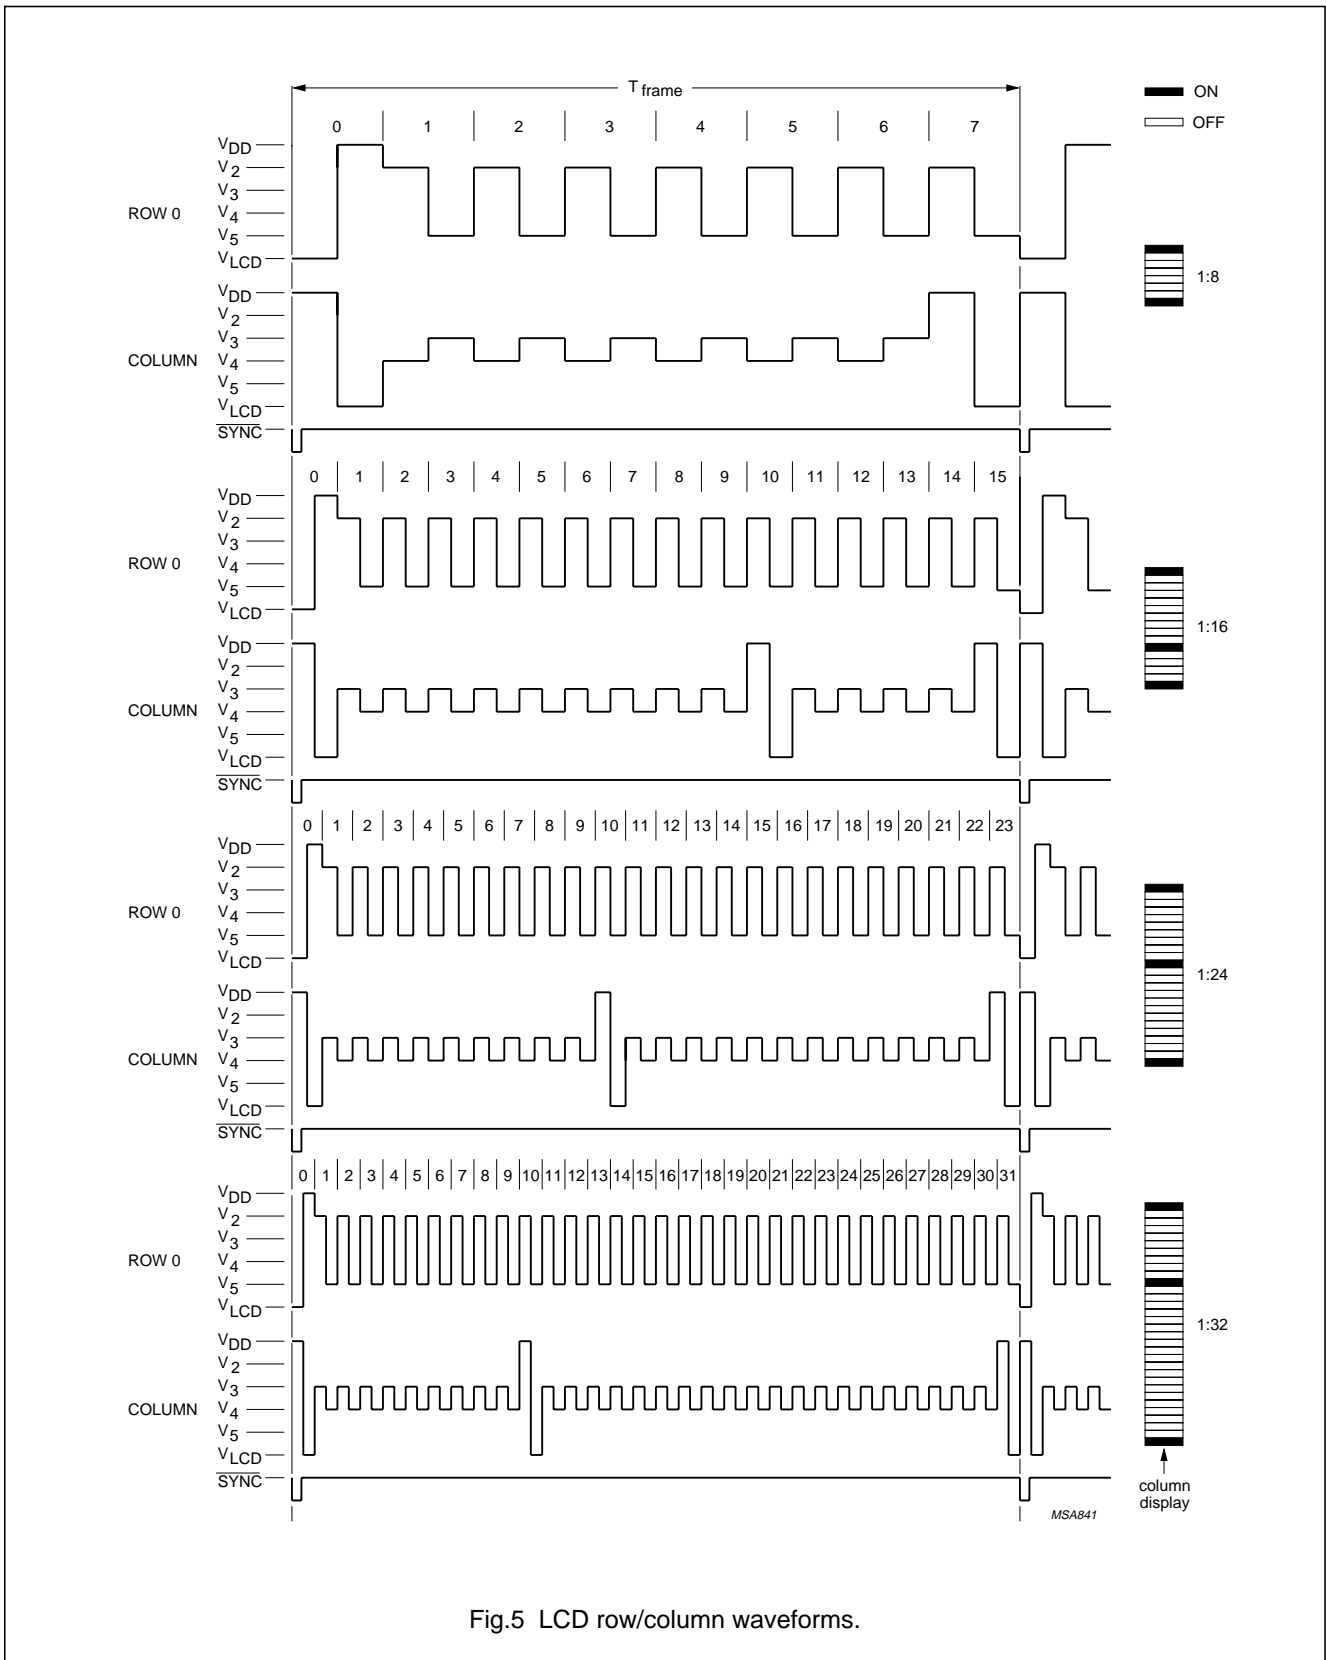 T frame
ON
OFF
0 1 2 3 4 5 6 7
VDD
V2
V3
V4
V5
VLCD
ROW 0
1:8
VDD
V2
V3
V4
V5
VLCD
COLUMN
SYNC
0 1 2 3 4 5 6 7 8 9 10 11 12 13 14 15
VDD
V2
V3
V4
V5
VLCD
ROW 0
1:16
VDD
V2
V3
V4
V5
VLCD
COLUMN
SYNC
0 1 2 3 4 5 6 7 8 9 10 11 12 13 14 15 16 17 18 19 20 21 22 23
VDD
V2
V3
V4
V5
VLCD
ROW 0
1:24
VDD
V2
V3
V4
V5
VLCD
COLUMN
SYNC
0 1 2 3 4 5 6 7 8 9 10 11 12 13 14 15 16 17 18 19 20 21 22 23 24 25 26 27 28 29 30 31
VDD
V2
V3
V4
V5
VLCD
ROW 0
1:32
VDD
V2
V3
V4
V5
VLCD
COLUMN
SYNC
column
display
MSA841
Fig.5 LCD row/column waveforms.